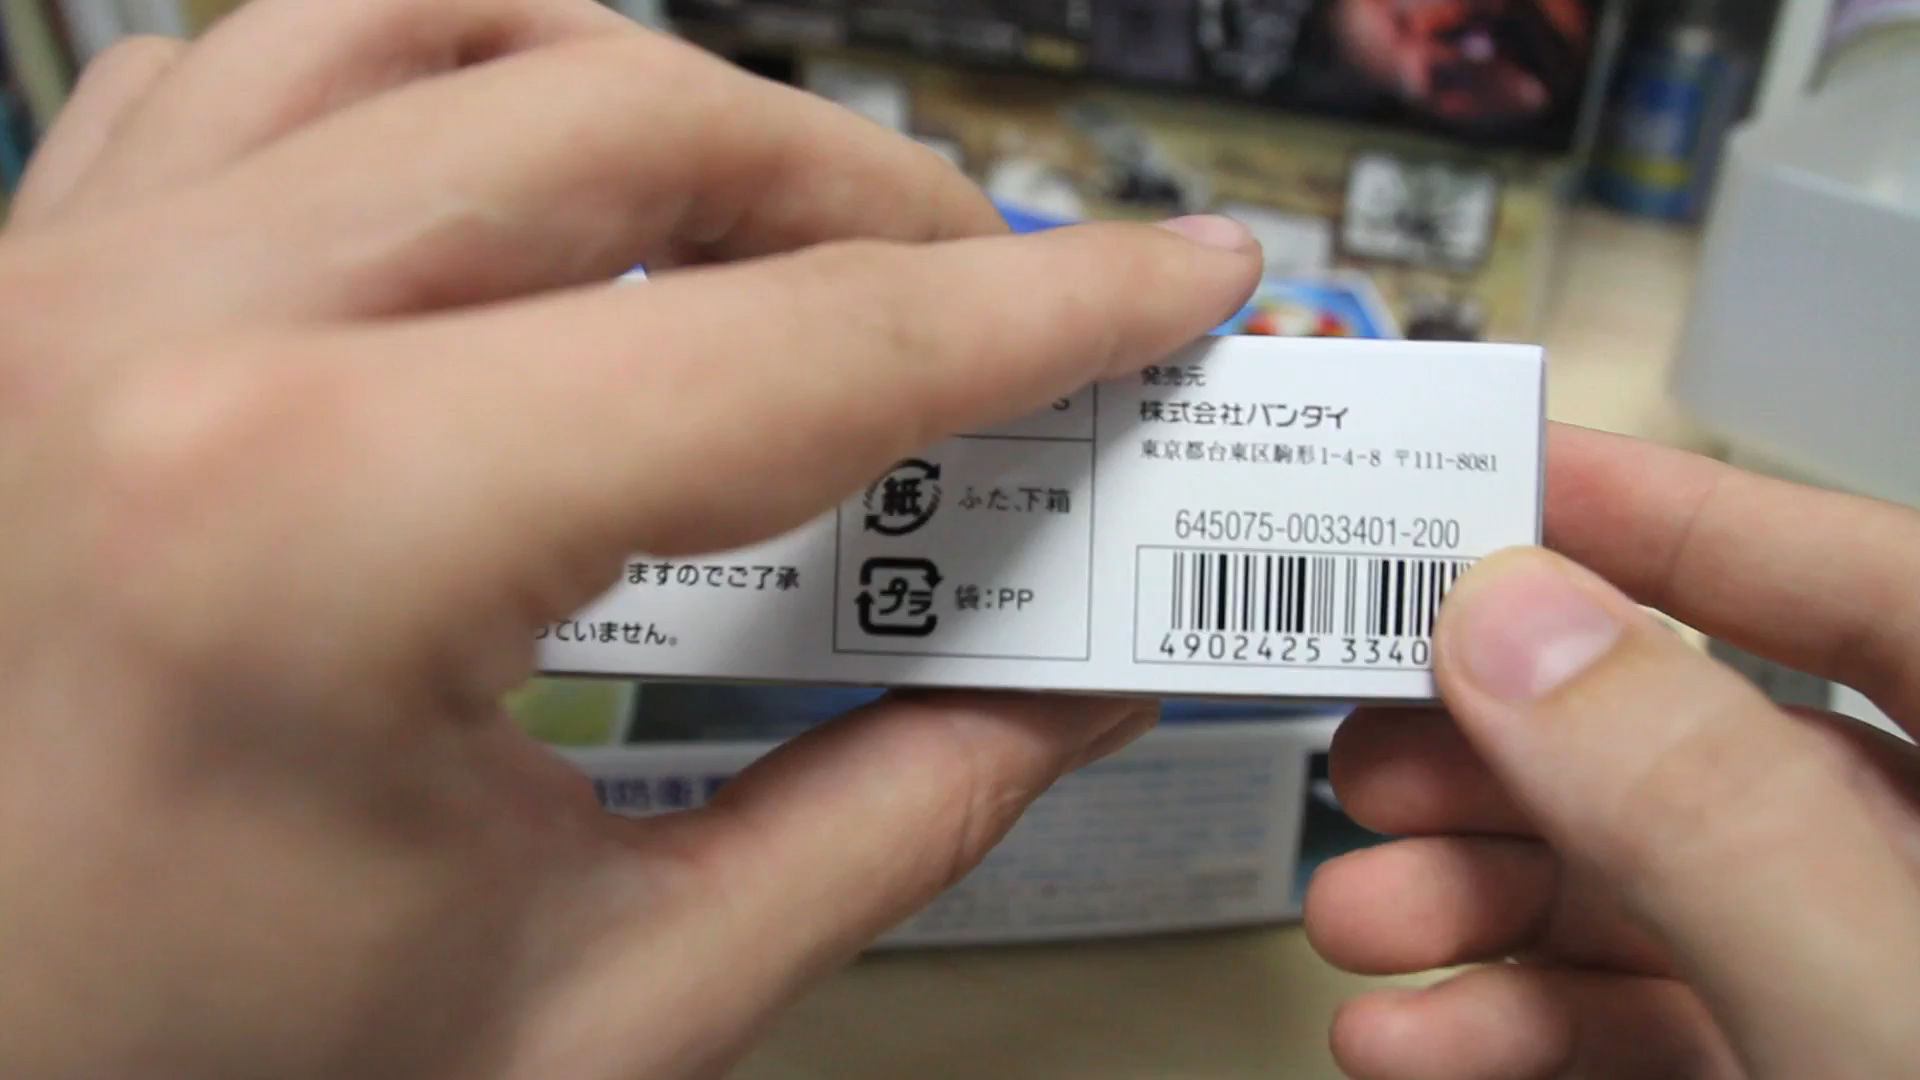 発売元
株式会社バンダイ
東京都台東区駒形1-4-8 〒111-8081
645075-0033401-200
4902425 3340
S
紙 ふた、下箱
プラ 袋:PP
ますのでご了承
っていません。
防衛